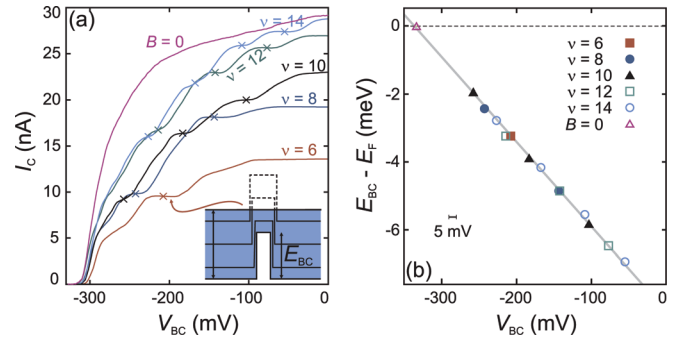 (a)
30
25
20
15
10
5
0
I_C (nA)
-300
-200
-100
0
V_BC (mV)
B = 0
ν = 14
ν = 12
ν = 10
ν = 8
ν = 6
E_BC
0
-2
-4
-6
E_BC - E_F (meV)
ν = 6
ν = 8
ν = 10
ν = 12
ν = 14
B = 0
5 mV
(b)
-300
-200
-100
0
V_BC (mV)